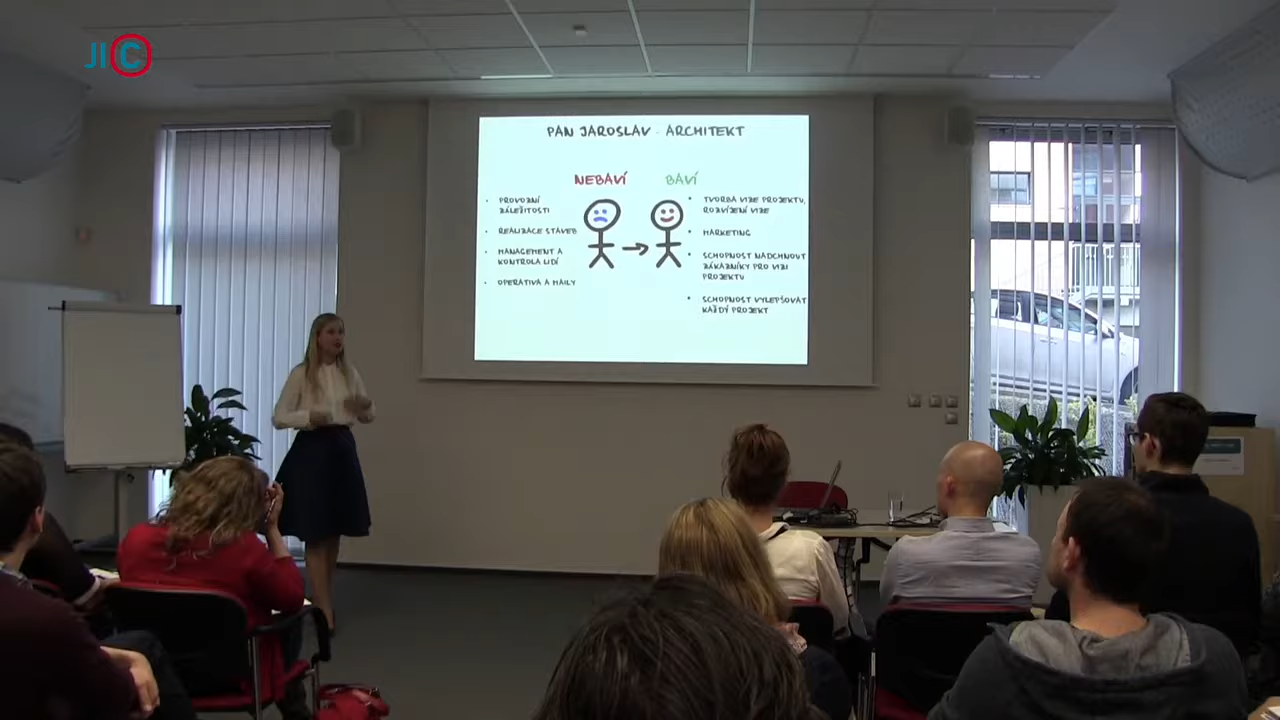 JIC
PAN JAROSLAV - ARCHITEKT
NEBAVÍ
BAVÍ
• PROVOZNÍ
ZÁLEŽITOSTI
• REALIZACE STAVEB
• MANAGEMENT A
KONTROLA LIDÍ
• OPERATIVA A MAILY
• TVORBA VIZE PROJEKTU,
ROZVÍJENÍ VIZE
• MARKETING
• SCHOPNOST NADCHNOUT
ZÁKAZNÍKY PRO VIZI
PROJEKTU
• SCHOPNOST VYLEPŠOVAT
KAŽDÝ PROJEKT